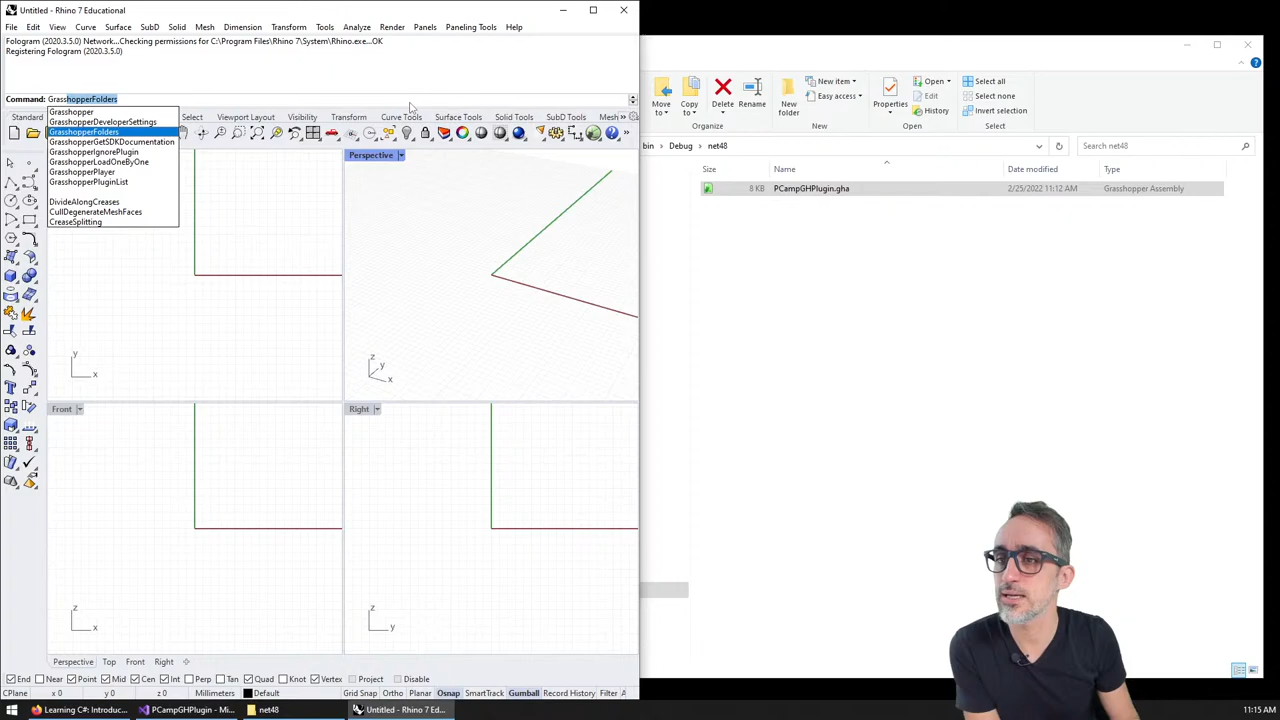 Untitled - Rhino 7 Educational
File Edit View Curve Surface SubD Solid Mesh Dimension Transform Tools Analyze Render Panels Paneling Tools Help
Fologram (2020.3.5.0) Network...Checking permissions for C:\Program Files\Rhino 7\System\Rhino.exe...OK
Registering Fologram (2020.3.5.0)
Command: GrasshopperFolders
Grasshopper
GrasshopperDeveloperSettings
GrasshopperFolders
GrasshopperGetSDKDocumentation
GrasshopperIgnorePlugin
GrasshopperLoadOneByOne
GrasshopperPlayer
GrasshopperPluginList
DivideAlongCreases
CullDegenerateMeshFaces
CreaseSplitting
Standard Select Viewport Layout Visibility Transform Curve Tools Surface Tools Solid Tools SubD Tools Mesh
Perspective
y
x
z
y
x
Front
Right
z
x
z
y
Perspective Top Front Right
End Near Point Mid Cen Int Perp Tan Quad Knot Vertex Project Disable
CPlane x 0 y 0 z 0 Millimeters Default Grid Snap Ortho Planar Osnap SmartTrack Gumball Record History Filter
Move to
Copy to
Delete
Rename
New folder
New item
Easy access
Properties
Open
Edit
History
Select all
Select none
Invert selection
Organize New Open Select
bin Debug net48
Search net48
Size Name Date modified Type
8 KB PCampGHPlugin.gha 2/25/2022 11:12 AM Grasshopper Assembly
Learning C#: Introduc... PCampGHPlugin - Mi... net48 Untitled - Rhino 7 Educ...
11:15 AM